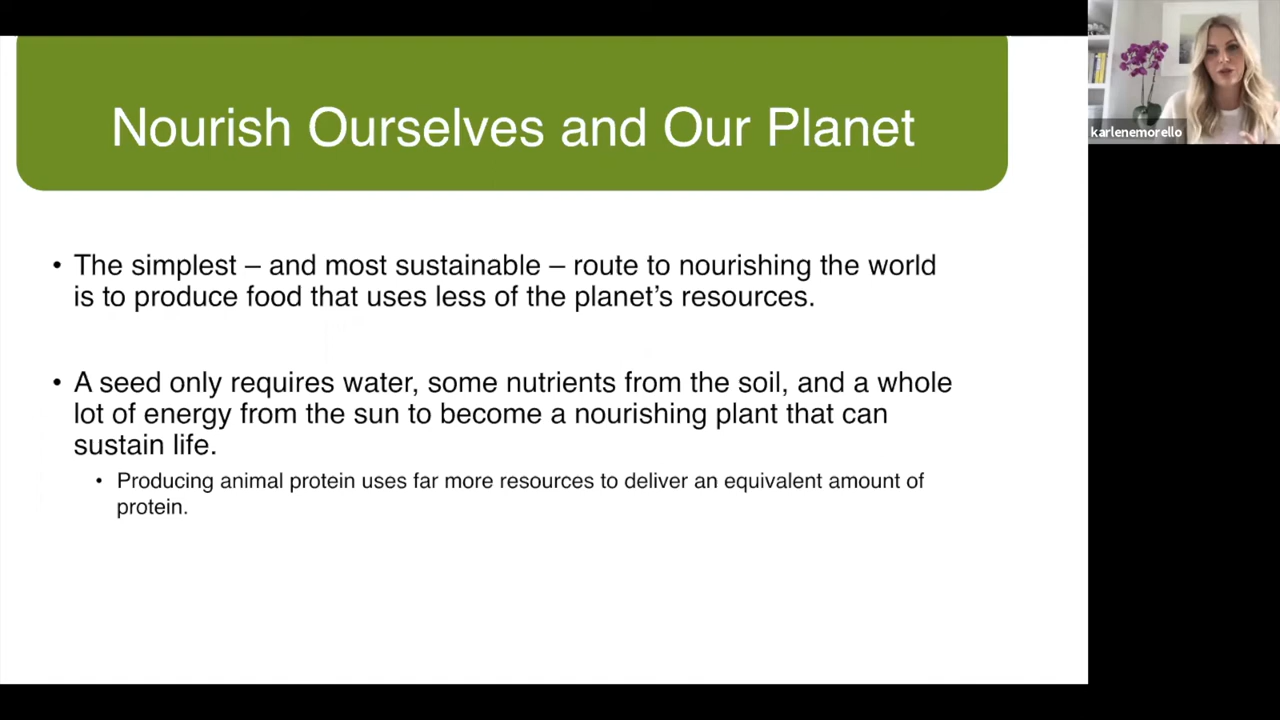 Nourish Ourselves and Our Planet
karlenemorello
• The simplest – and most sustainable – route to nourishing the world
is to produce food that uses less of the planet’s resources.
• A seed only requires water, some nutrients from the soil, and a whole
lot of energy from the sun to become a nourishing plant that can
sustain life.
• Producing animal protein uses far more resources to deliver an equivalent amount of
protein.